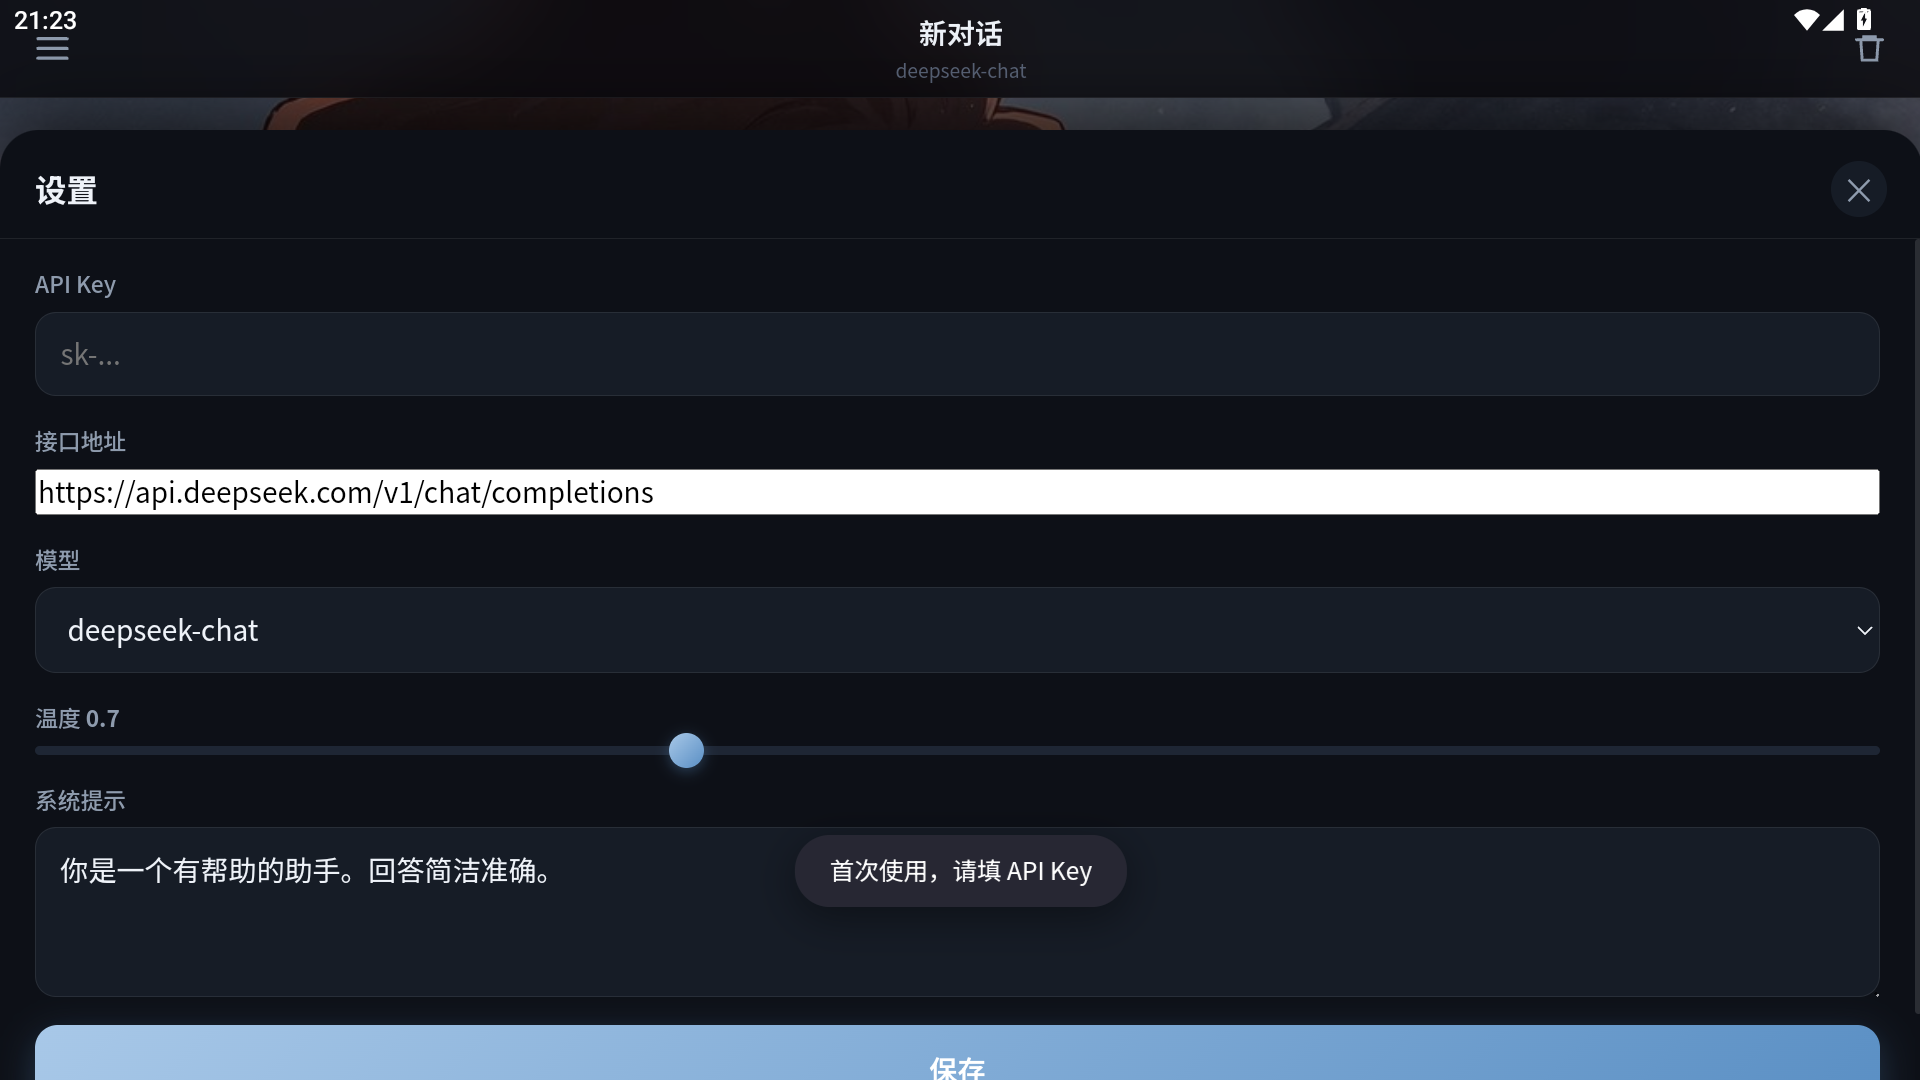 21:23
新对话
deepseek-chat
设置
API Key
sk-...
接口地址
https://api.deepseek.com/v1/chat/completions
模型
deepseek-chat
温度 0.7
系统提示
你是一个有帮助的助手。回答简洁准确。
首次使用，请填 API Key
保存